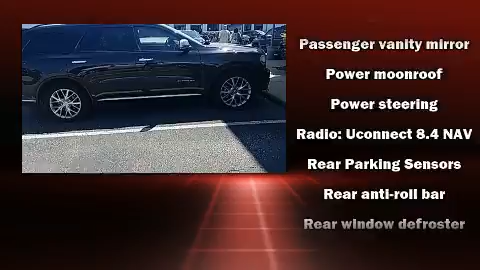 Passenger vanity mirror
Power moonroof
Power steering
Radio: Uconnect 8.4 NAV
Rear Parking Sensors
Rear anti-roll bar
Rear window defroster